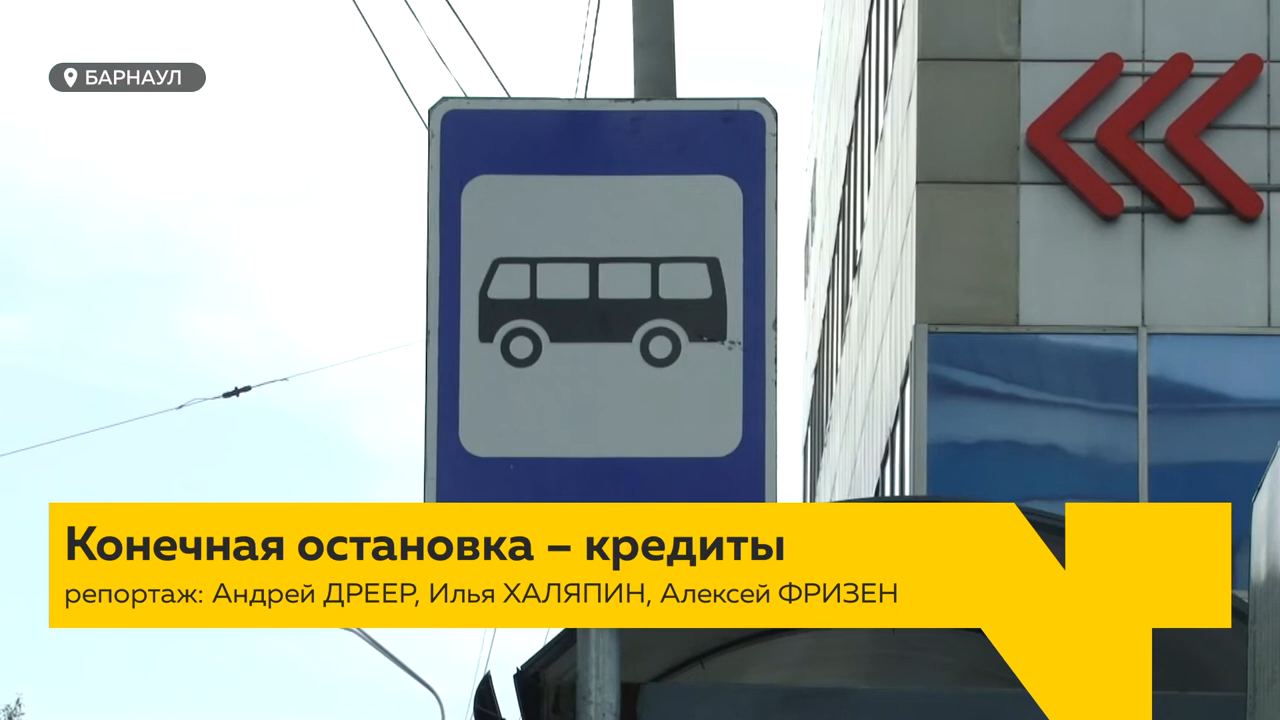 БАРНАУЛ
Конечная остановка – кредиты
репортаж: Андрей ДРЕЕР, Илья ХАЛЯПИН, Алексей ФРИЗЕН